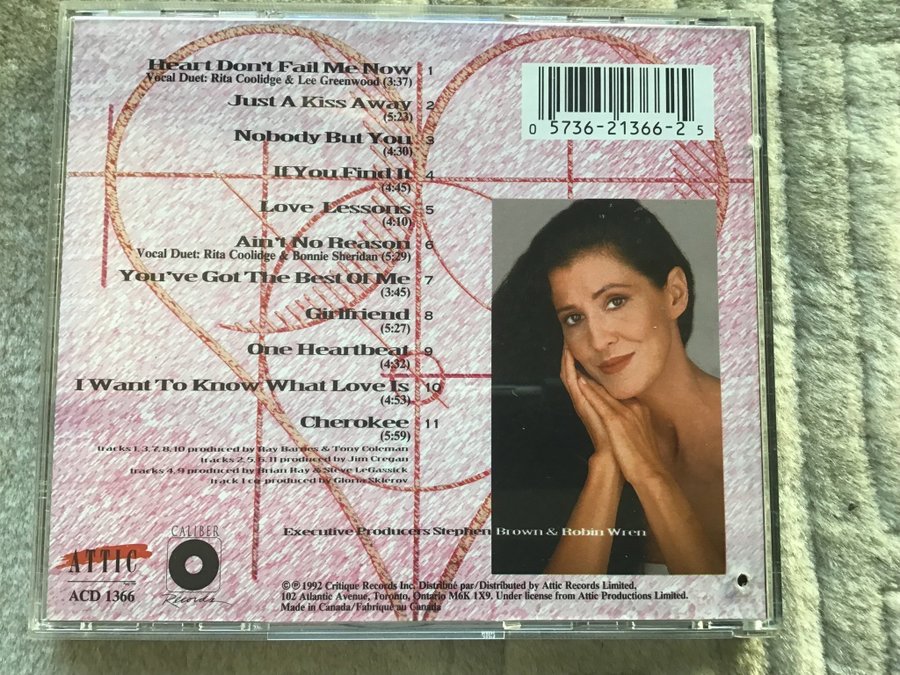 Heart Don't Fail Me Now 1
Vocal Duet: Rita Coolidge & Lee Greenwood (3:37)
Just A Kiss Away 2
(5:23)
Nobody But You 3
(4:30)
If You Find It 4
(4:45)
Love Lessons 5
(4:10)
Ain't No Reason 6
Vocal Duet: Rita Coolidge & Bonnie Sheridan (5:29)
You've Got The Best Of Me 7
(3:45)
Girlfriend 8
(5:27)
One Heartbeat 9
(4:32)
I Want To Know What Love Is 10
(4:53)
Cherokee 11
(5:59)
tracks 1,3,7,8,10 produced by Ray Barnes & Tony Coleman
tracks 2,5,6,11 produced by Jim Cregan
tracks 4,9 produced by Brian Ray & Steve LeGassick
track 1 co-produced by Gloria Sklerov
0 5736-21366-2 5
Executive Producers Stephen Brown & Robin Wren
ATTIC
ACD 1366
CALIBER
Records
©℗ 1992 Critique Records Inc. Distribué par/Distributed by Attic Records Limited,
102 Atlantic Avenue, Toronto, Ontario M6K 1X9. Under license from Attic Productions Limited.
Made in Canada/Fabriqué au Canada